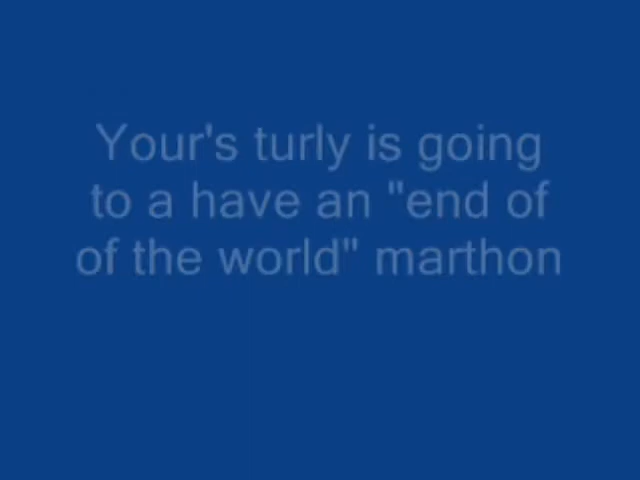 Your's turly is going
to a have an "end of
of the world" marthon